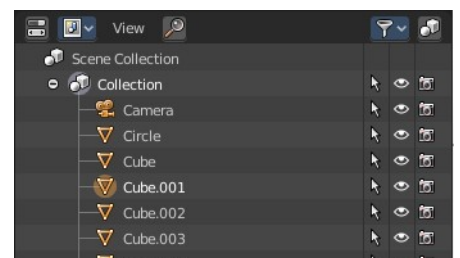 View
Scene Collection
Collection
Camera
Circle
Cube
Cube.001
Cube.002
Cube.003